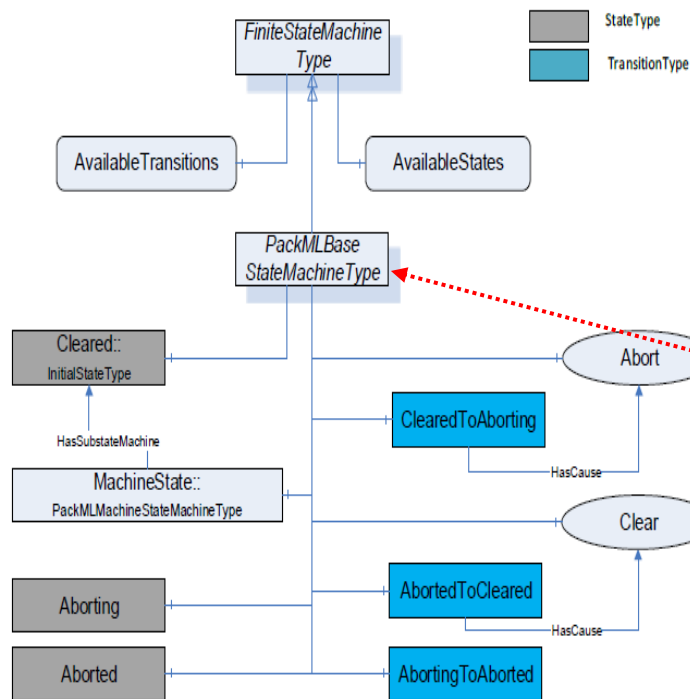 FiniteStateMachine
Type
StateType
TransitionType
AvailableTransitions
AvailableStates
PackMLBase
StateMachineType
Cleared::
InitialStateType
Abort
ClearedToAborting
HasSubstateMachine
HasCause
MachineState::
PackMLMachineStateMachineType
Clear
Aborting
AbortedToCleared
HasCause
Aborted
AbortingToAborted